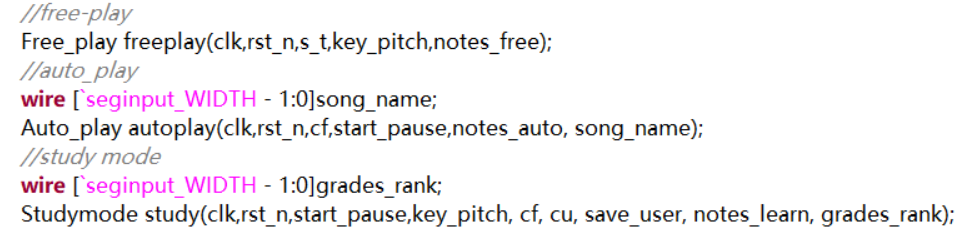 //free-play
Free_play freeplay(clk,rst_n,s_t,key_pitch,notes_free);
//auto_play
wire [`seginput_WIDTH - 1:0]song_name;
Auto_play autoplay(clk,rst_n,cf,start_pause,notes_auto, song_name);
//study mode
wire [`seginput_WIDTH - 1:0]grades_rank;
Studymode study(clk,rst_n,start_pause,key_pitch, cf, cu, save_user, notes_learn, grades_rank);